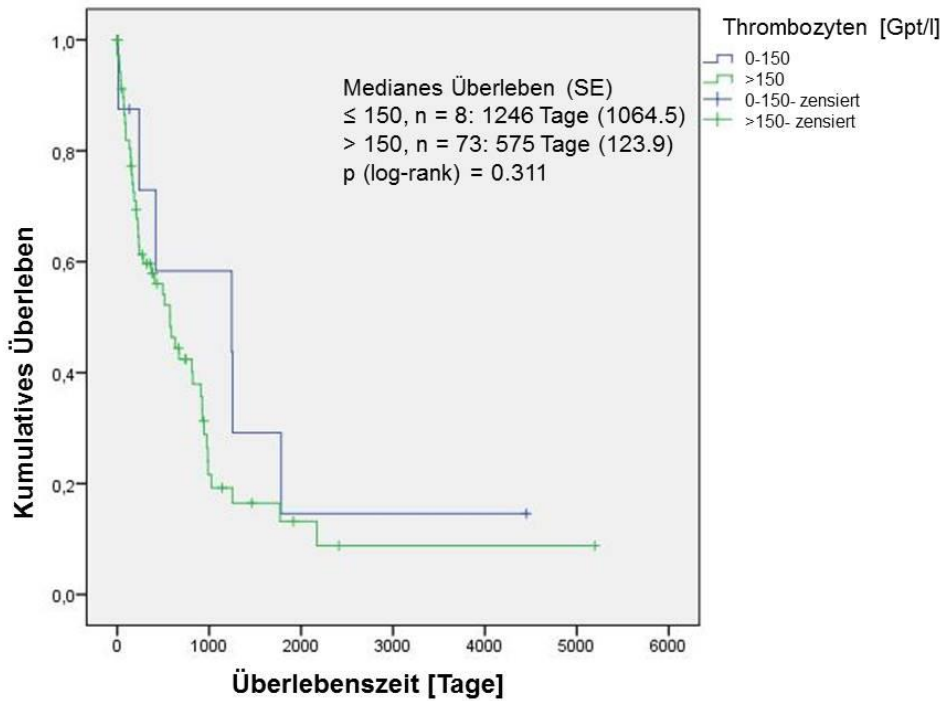 Thrombozyten [Gpt/l]
0-150
>150
0-150- zensiert
>150- zensiert
Medianes Überleben (SE)
≤ 150, n = 8: 1246 Tage (1064.5)
> 150, n = 73: 575 Tage (123.9)
p (log-rank) = 0.311
Kumulatives Überleben
1,0
0,8
0,6
0,4
0,2
0,0
0 1000 2000 3000 4000 5000 6000
Überlebenszeit [Tage]